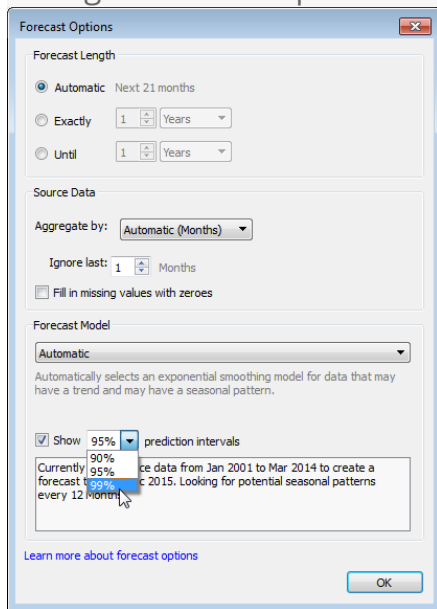 Forecast Options
Forecast Length
Automatic Next 21 months
Exactly 1 Years
Until 1 Years
Source Data
Aggregate by: Automatic (Months)
Ignore last: 1 Months
Fill in missing values with zeroes
Forecast Model
Automatic
Automatically selects an exponential smoothing model for data that may
have a trend and may have a seasonal pattern.
Show 95% prediction intervals
90%
95%
99%
Currently ce data from Jan 2001 to Mar 2014 to create a
forecast c 2015. Looking for potential seasonal patterns
every 12 Months
Learn more about forecast options
OK